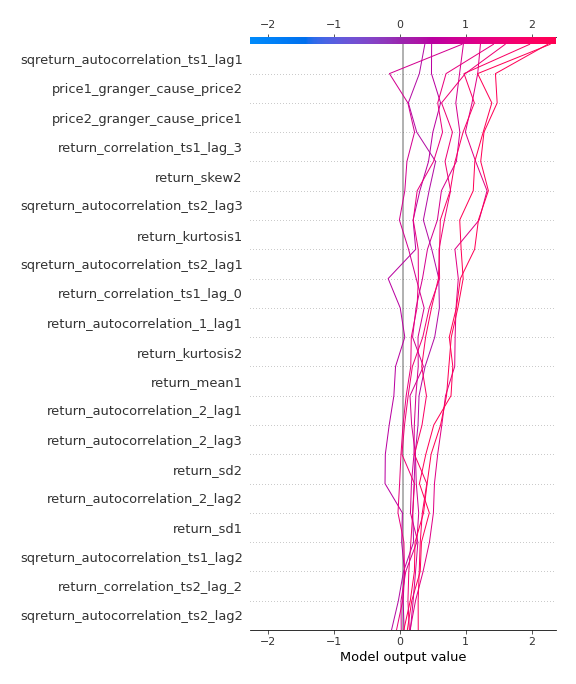 −2 −1 0 1 2
sqreturn_autocorrelation_ts1_lag1
price1_granger_cause_price2
price2_granger_cause_price1
return_correlation_ts1_lag_3
return_skew2
sqreturn_autocorrelation_ts2_lag3
return_kurtosis1
sqreturn_autocorrelation_ts2_lag1
return_correlation_ts1_lag_0
return_autocorrelation_1_lag1
return_kurtosis2
return_mean1
return_autocorrelation_2_lag1
return_autocorrelation_2_lag3
return_sd2
return_autocorrelation_2_lag2
return_sd1
sqreturn_autocorrelation_ts1_lag2
return_correlation_ts2_lag_2
sqreturn_autocorrelation_ts2_lag2
−2 −1 0 1 2
Model output value